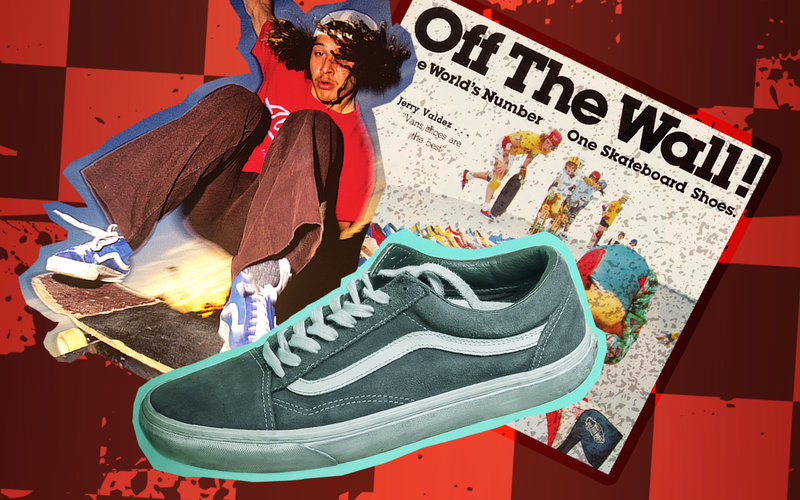 Off The Wall!
e World's Number One Skateboard Shoes.
Jerry Valdez...
"Vans shoes are
the best".